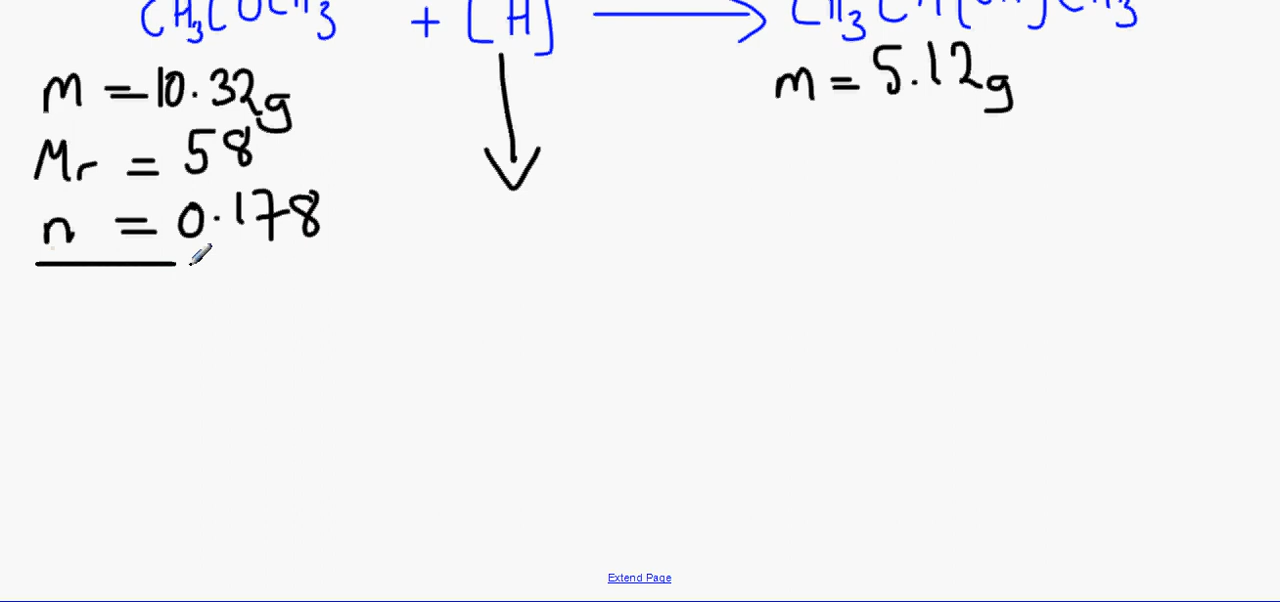 CH3COCH3 + [H] → CH3CH(OH)CH3
m = 10.32g
m = 5.12g
Mr = 58
n = 0.178
Extend Page